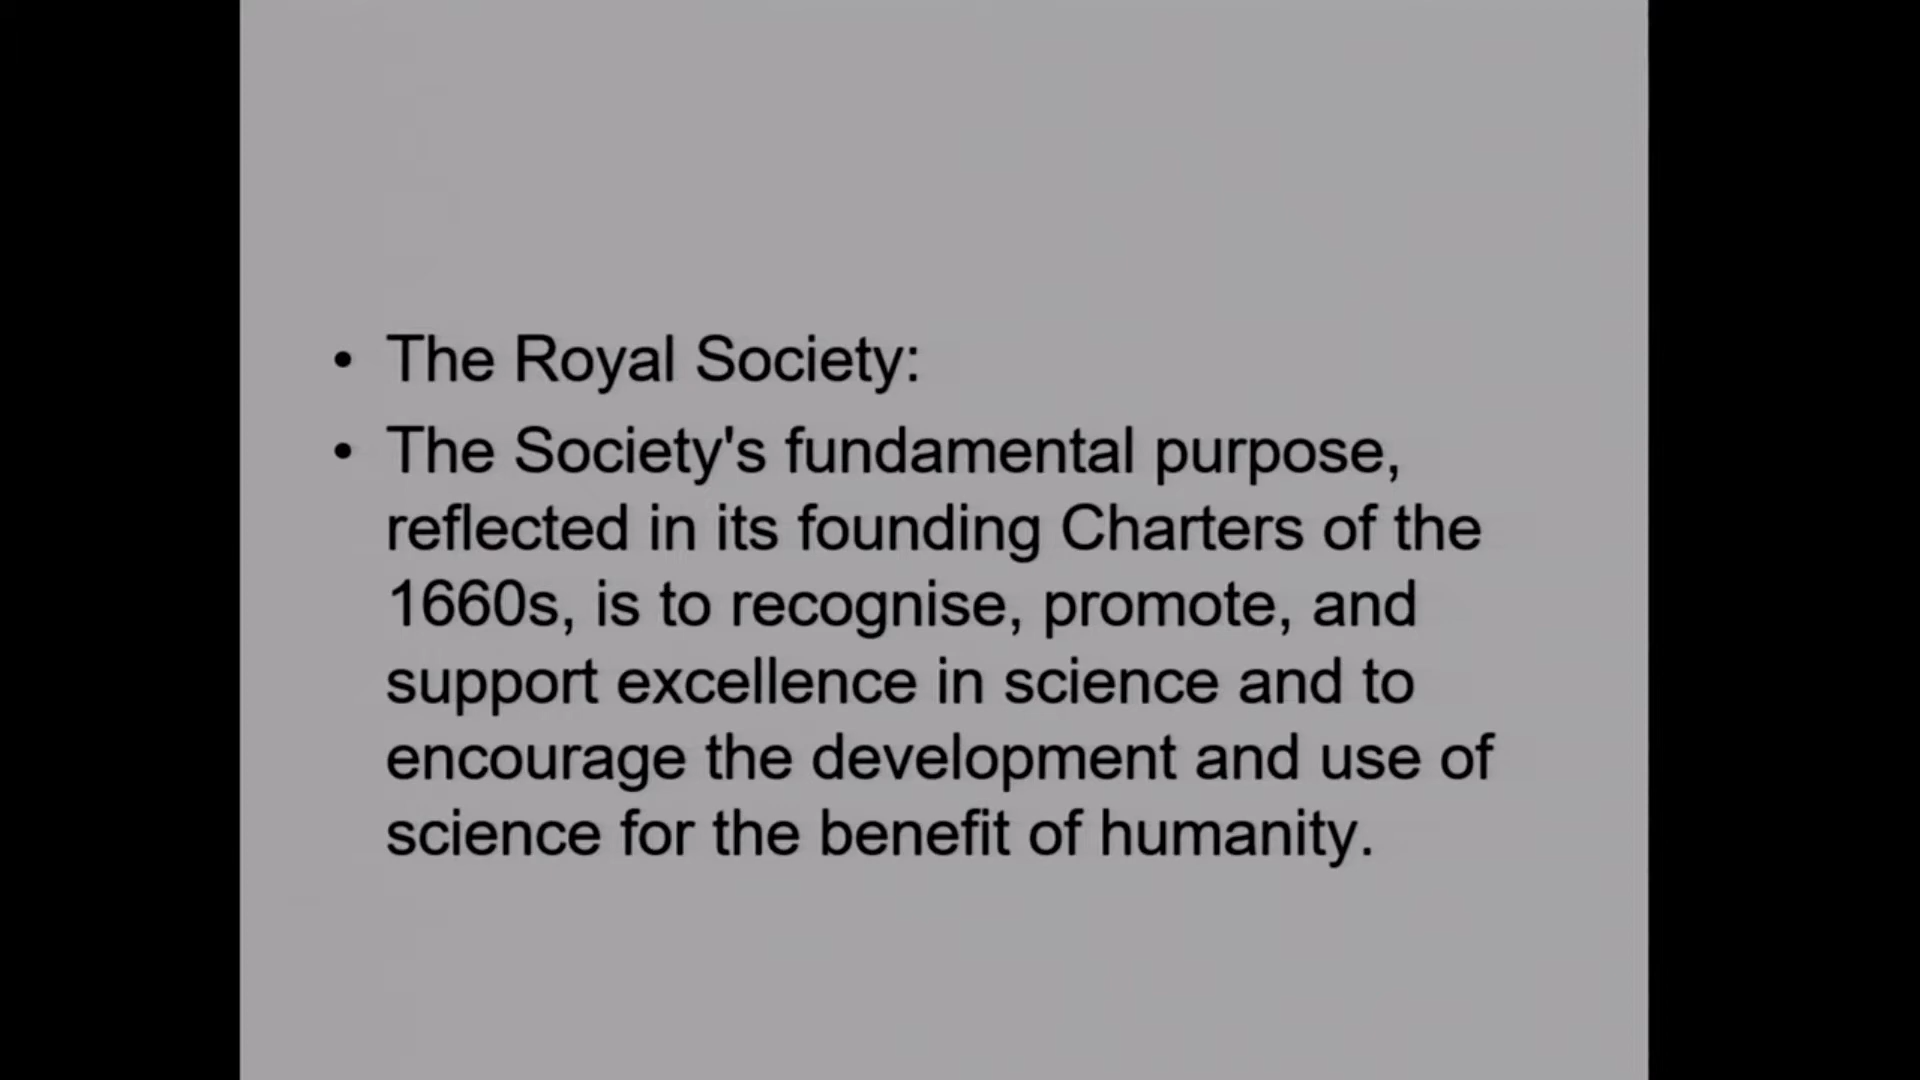 • The Royal Society:
• The Society's fundamental purpose,
reflected in its founding Charters of the
1660s, is to recognise, promote, and
support excellence in science and to
encourage the development and use of
science for the benefit of humanity.